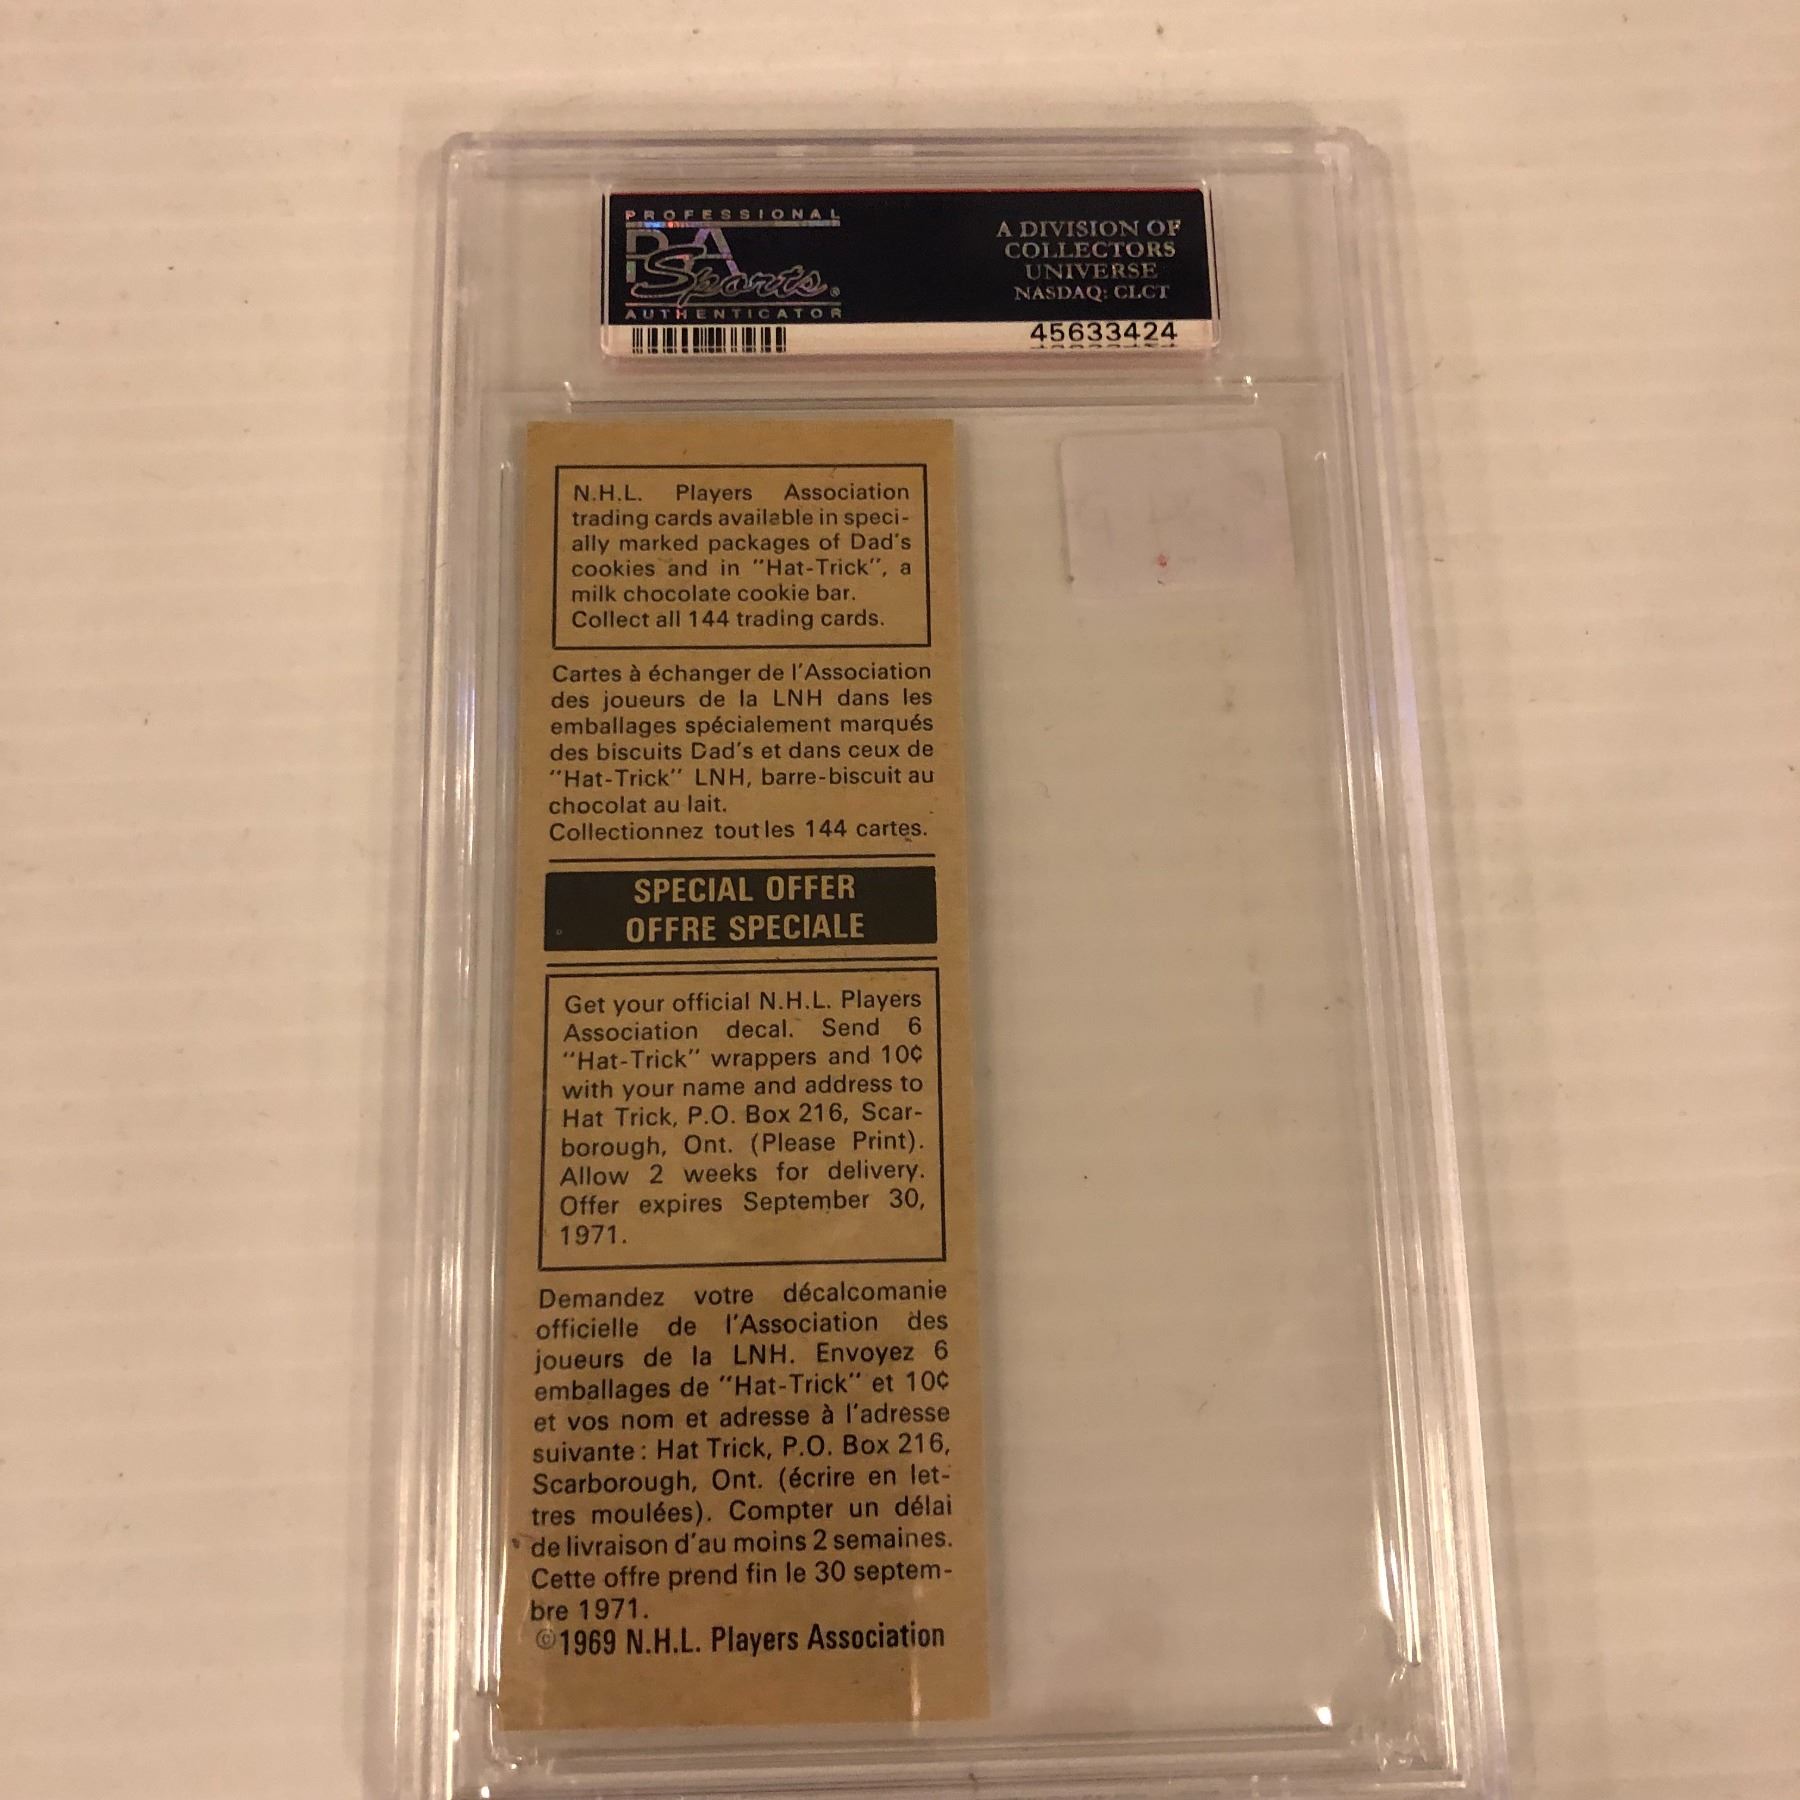 PROFESSIONAL
PSA
Sports
AUTHENTICATOR
A DIVISION OF
COLLECTORS
UNIVERSE
NASDAQ: CLCT
45633424
N.H.L. Players Association
trading cards available in speci-
ally marked packages of Dad's
cookies and in "Hat-Trick", a
milk chocolate cookie bar.
Collect all 144 trading cards.
Cartes à échanger de l'Association
des joueurs de la LNH dans les
emballages spécialement marqués
des biscuits Dad's et dans ceux de
"Hat-Trick" LNH, barre-biscuit au
chocolat au lait.
Collectionnez tout les 144 cartes.
SPECIAL OFFER
OFFRE SPECIALE
Get your official N.H.L. Players
Association decal. Send 6
"Hat-Trick" wrappers and 10¢
with your name and address to
Hat Trick, P.O. Box 216, Scar-
borough, Ont. (Please Print).
Allow 2 weeks for delivery.
Offer expires September 30,
1971.
Demandez votre décalcomanie
officielle de l'Association des
joueurs de la LNH. Envoyez 6
emballages de "Hat-Trick" et 10¢
et vos nom et adresse à l'adresse
suivante : Hat Trick, P.O. Box 216,
Scarborough, Ont. (écrire en let-
tres moulées). Compter un délai
de livraison d'au moins 2 semaines.
Cette offre prend fin le 30 septem-
bre 1971.
©1969 N.H.L. Players Association